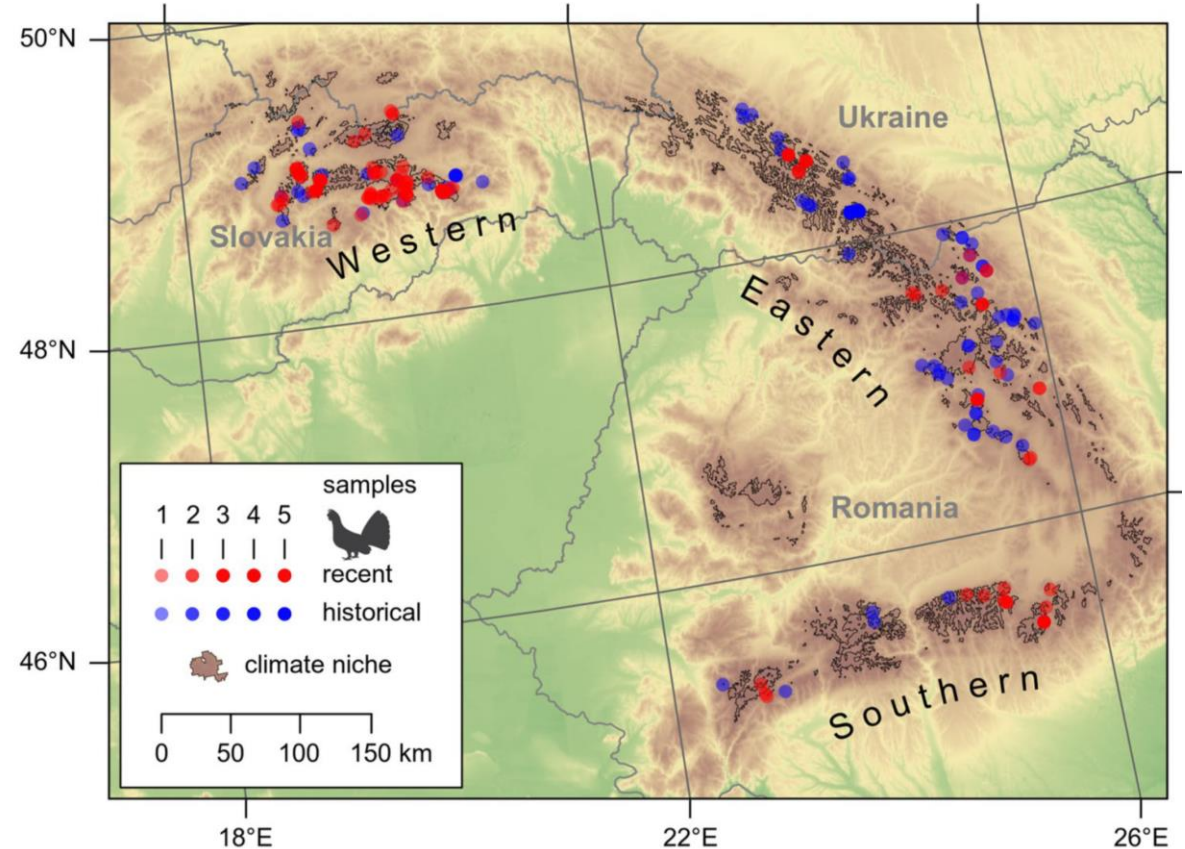 50°N
Ukraine
Slovakia
Western
Eastern
48°N
samples
1 2 3 4 5
recent
historical
climate niche
0 50 100 150 km
Romania
46°N
Southern
18°E 22°E 26°E